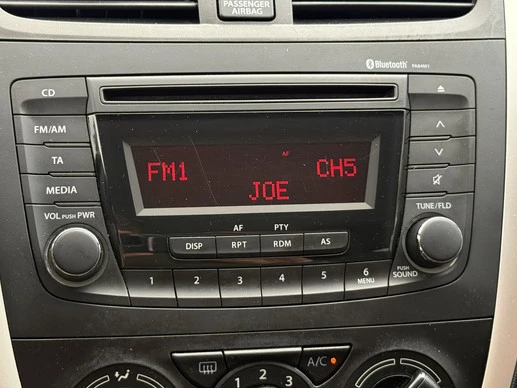 PASSENGER
AIRBAG
Bluetooth PA84M1
CD
FM/AM
TA
MEDIA
VOL PUSH PWR
AF
FM1 CH5
JOE
AF PTY
DISP RPT RDM AS
1 2 3 4 5 6
MENU
TUNE/FLD
PUSH
SOUND
A/C
1 2 3